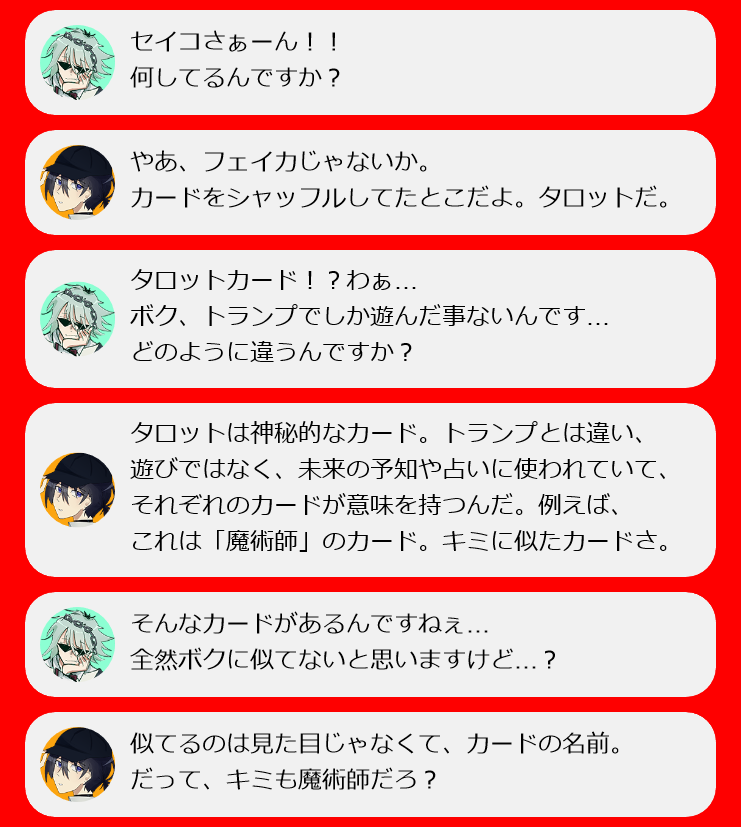 セイコさぁーん！！
何してるんですか？
やあ、フェイカじゃないか。
カードをシャッフルしてたとこだよ。タロットだ。
タロットカード！？わぁ…
ボク、トランプでしか遊んだ事ないんです…
どのように違うんですか？
タロットは神秘的なカード。トランプとは違い、
遊びではなく、未来の予知や占いに使われていて、
それぞれのカードが意味を持つんだ。例えば、
これは「魔術師」のカード。キミに似たカードさ。
そんなカードがあるんですねぇ…
全然ボクに似てないと思いますけど…？
似てるのは見た目じゃなくて、カードの名前。
だって、キミも魔術師だろ？